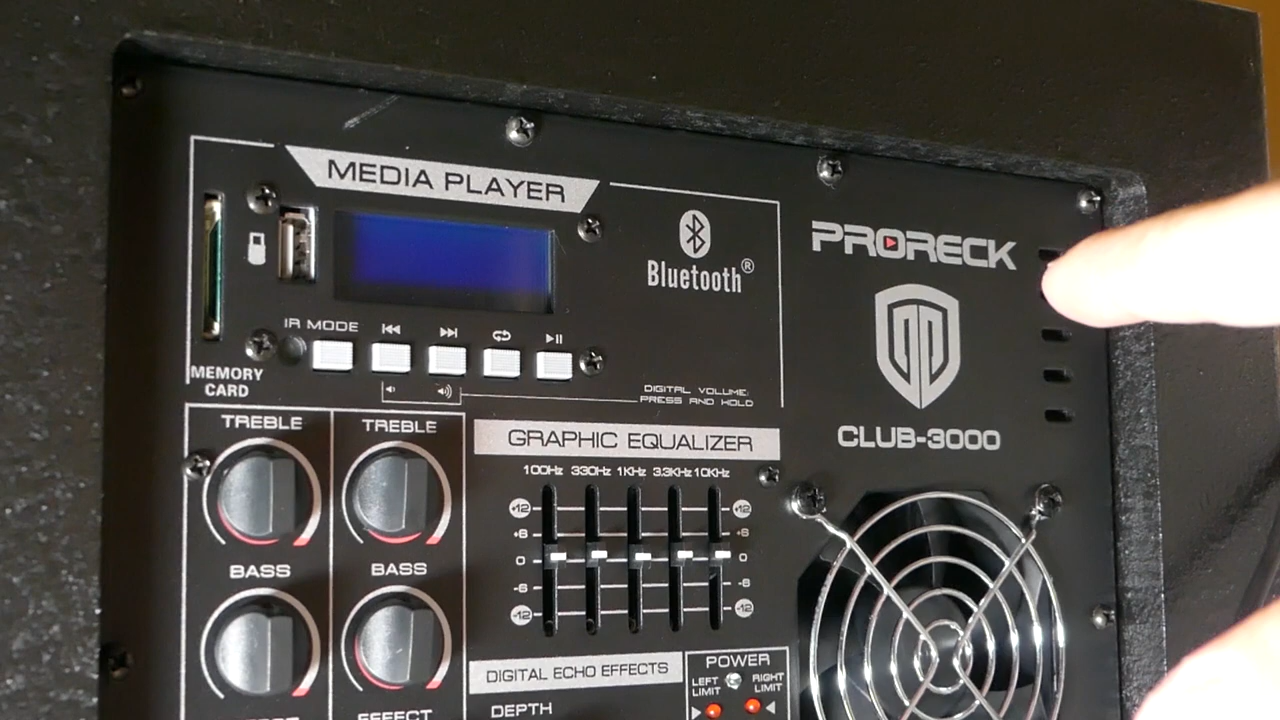 MEDIA PLAYER
Bluetooth®
PRORECK
IR MODE
MEMORY
CARD
DIGITAL VOLUME:
PRESS AND HOLD
CLUB-3000
TREBLE
TREBLE
GRAPHIC EQUALIZER
100Hz 330Hz 1KHz 3.3KHz 10KHz
+12 +12
+6 +6
0 0
-6 -6
-12 -12
BASS
BASS
DIGITAL ECHO EFFECTS
POWER
LEFT
LIMIT
RIGHT
LIMIT
DEPTH
EFFECT